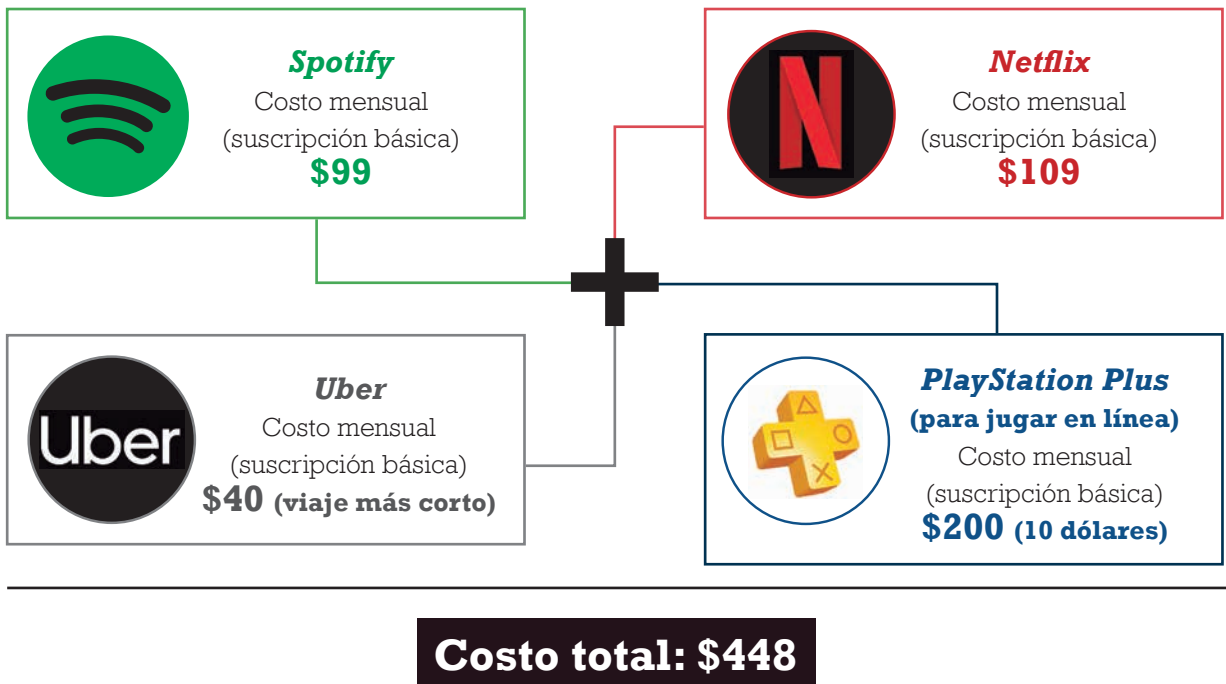 Spotify
Costo mensual
(suscripción básica)
$99
N
Netflix
Costo mensual
(suscripción básica)
$109
Uber
Uber
Costo mensual
(suscripción básica)
$40 (viaje más corto)
PlayStation Plus
(para jugar en línea)
Costo mensual
(suscripción básica)
$200 (10 dólares)
Costo total: $448